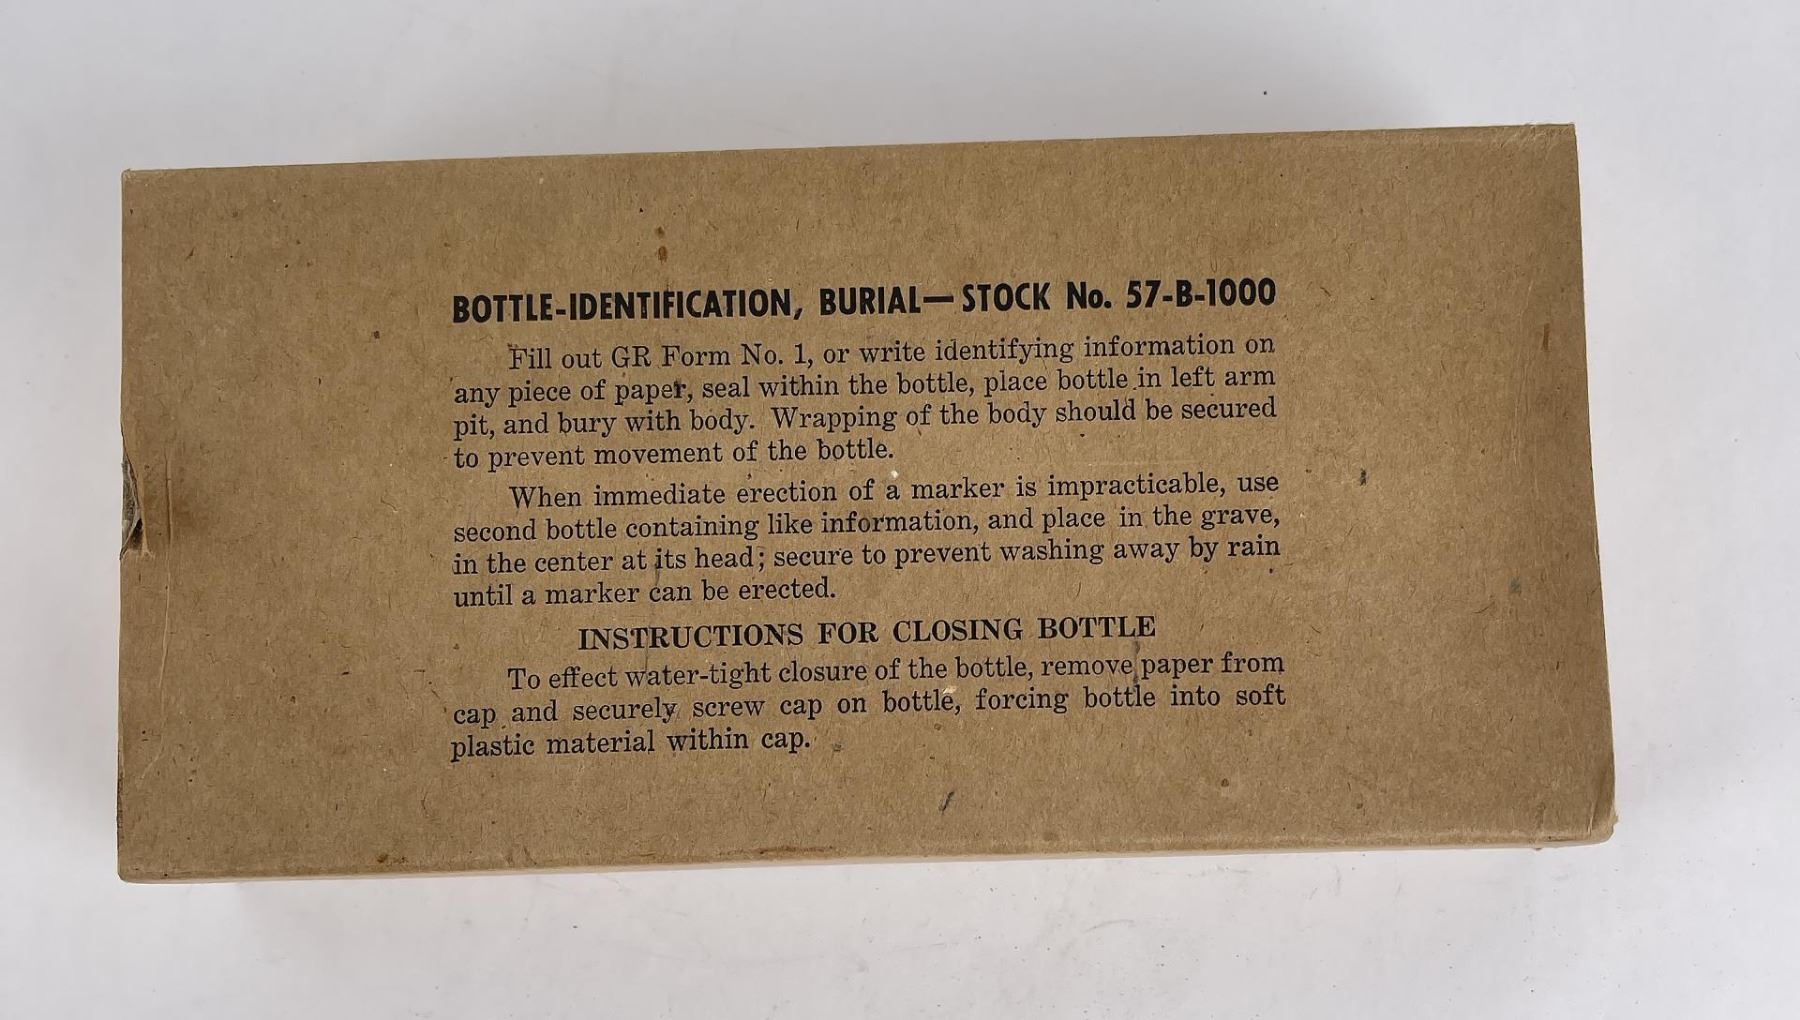 BOTTLE-IDENTIFICATION, BURIAL—STOCK No. 57-B-1000
Fill out GR Form No. 1, or write identifying information on
any piece of paper, seal within the bottle, place bottle in left arm
pit, and bury with body. Wrapping of the body should be secured
to prevent movement of the bottle.
When immediate erection of a marker is impracticable, use
second bottle containing like information, and place in the grave,
in the center at its head; secure to prevent washing away by rain
until a marker can be erected.
INSTRUCTIONS FOR CLOSING BOTTLE
To effect water-tight closure of the bottle, remove paper from
cap and securely screw cap on bottle, forcing bottle into soft
plastic material within cap.